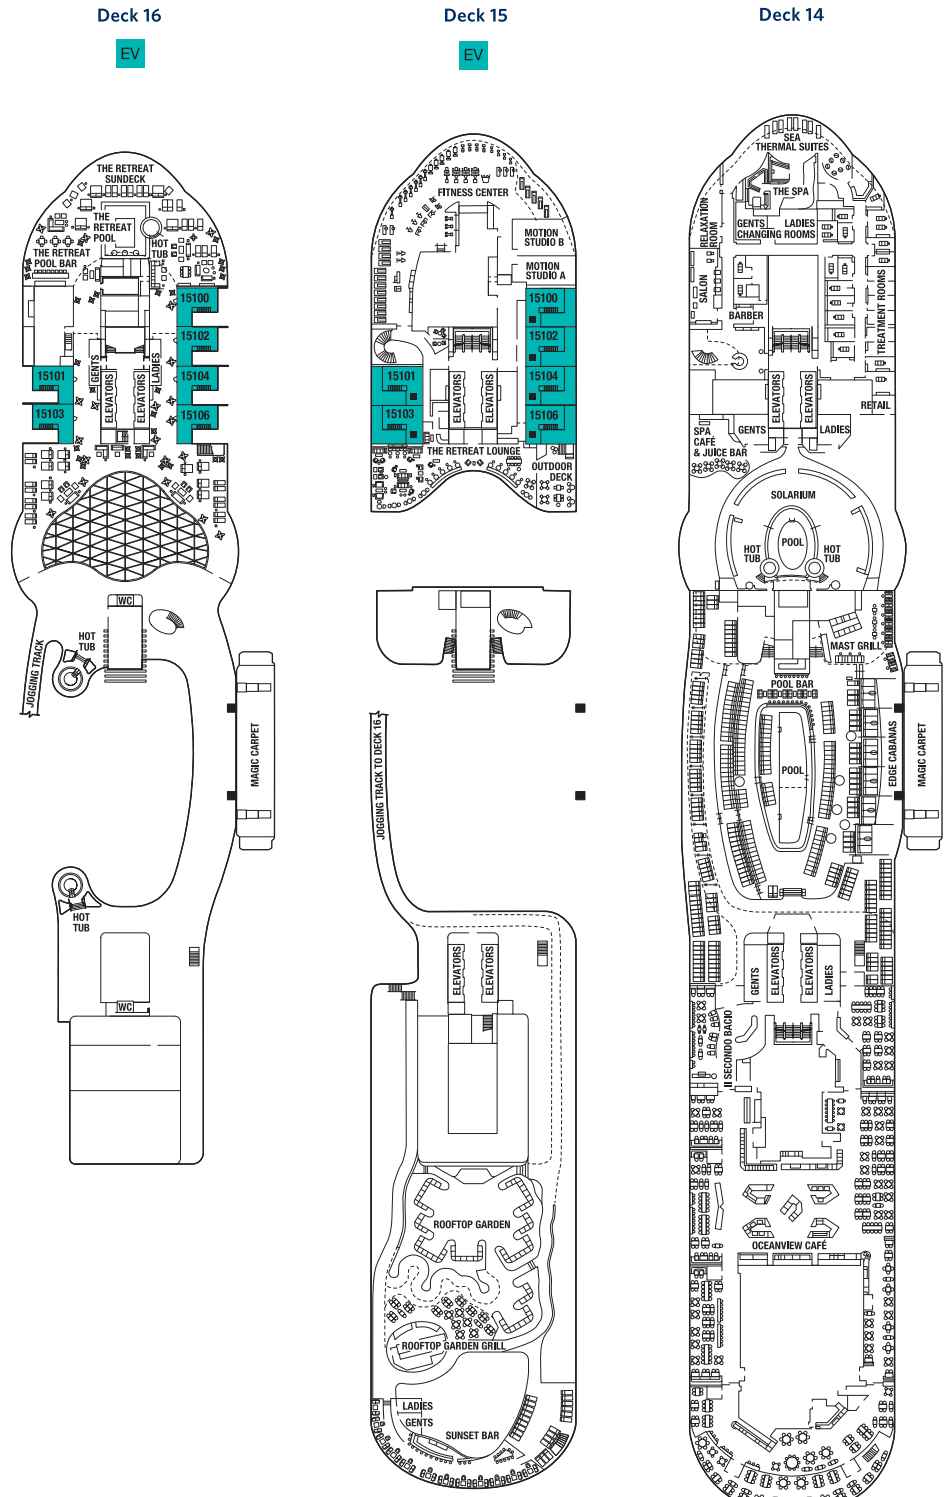 Deck 16
EV
THE RETREAT
SUNDECK
THE
RETREAT
POOL
HOT
TUB
THE RETREAT
POOL BAR
15100
15102
GENTS
LADIES
15101
15104
ELEVATORS
ELEVATORS
15103
15106
WC
HOT
TUB
JOGGING TRACK
MAGIC CARPET
HOT
TUB
WC
Deck 15
EV
FITNESS CENTER
MOTION
STUDIO B
MOTION
STUDIO A
15100
15102
15101
15104
ELEVATORS
ELEVATORS
15103
15106
THE RETREAT LOUNGE
OUTDOOR
DECK
JOGGING TRACK TO DECK 16
ELEVATORS
ELEVATORS
ROOFTOP GARDEN
ROOFTOP GARDEN GRILL
LADIES
GENTS
SUNSET BAR
Deck 14
SEA
THERMAL SUITES
THE SPA
RELAXATION
ROOM
GENTS
LADIES
CHANGING ROOMS
SALON
BARBER
TREATMENT ROOMS
ELEVATORS
ELEVATORS
RETAIL
SPA
CAFÉ
& JUICE BAR
GENTS
LADIES
SOLARIUM
POOL
HOT
TUB
HOT
TUB
MAST GRILL
POOL BAR
POOL
EDGE CABANAS
MAGIC CARPET
GENTS
ELEVATORS
ELEVATORS
LADIES
Il SECONDO BACIO
OCEANVIEW CAFÉ